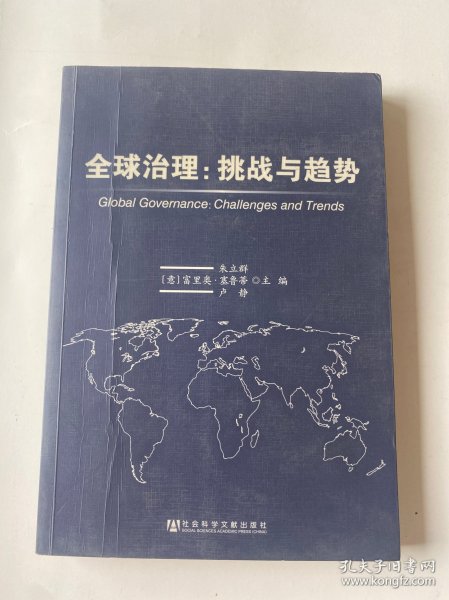 全球治理：挑战与趋势
Global Governance: Challenges and Trends
朱立群
〔意〕富里奥·塞鲁蒂 ◎主 编
卢 静
社会科学文献出版社
SOCIAL SCIENCES ACADEMIC PRESS (CHINA)
孔夫子旧书网
www.kongfz.com